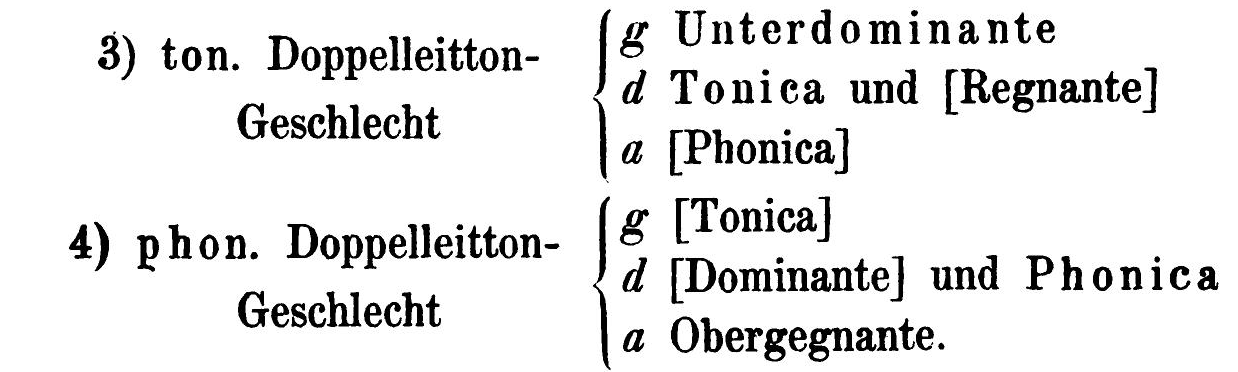 g Unterdominante
3) ton. Doppelleitton-
d Tonica und [Regnante]
Geschlecht
a [Phonica]
g [Tonica]
4) phon. Doppelleitton-
d [Dominante] und Phonica
Geschlecht
a Obergegnante.